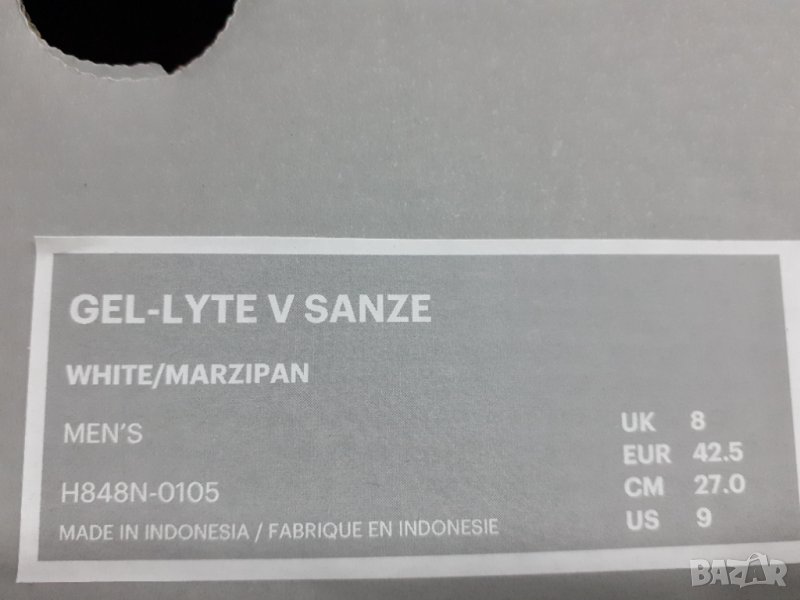 GEL-LYTE V SANZE
WHITE/MARZIPAN
MEN'S
H848N-0105
MADE IN INDONESIA / FABRIQUE EN INDONESIE
UK 8
EUR 42.5
CM 27.0
US 9
BAZAR